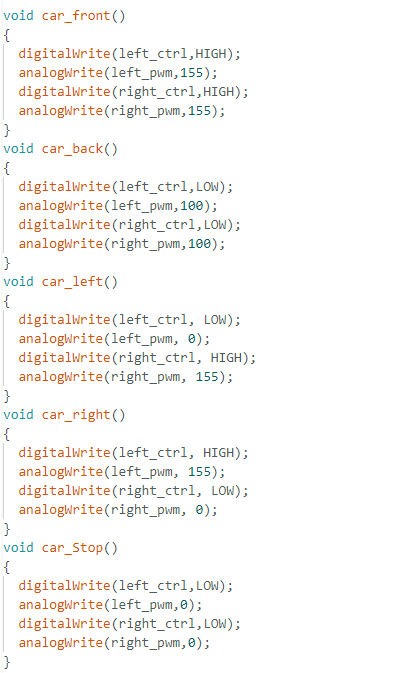 void car_front()
{
  digitalWrite(left_ctrl,HIGH);
  analogWrite(left_pwm,155);
  digitalWrite(right_ctrl,HIGH);
  analogWrite(right_pwm,155);
}
void car_back()
{
  digitalWrite(left_ctrl,LOW);
  analogWrite(left_pwm,100);
  digitalWrite(right_ctrl,LOW);
  analogWrite(right_pwm,100);
}
void car_left()
{
  digitalWrite(left_ctrl, LOW);
  analogWrite(left_pwm, 0);
  digitalWrite(right_ctrl, HIGH);
  analogWrite(right_pwm, 155);
}
void car_right()
{
  digitalWrite(left_ctrl, HIGH);
  analogWrite(left_pwm, 155);
  digitalWrite(right_ctrl, LOW);
  analogWrite(right_pwm, 0);
}
void car_Stop()
{
  digitalWrite(left_ctrl,LOW);
  analogWrite(left_pwm,0);
  digitalWrite(right_ctrl,LOW);
  analogWrite(right_pwm,0);
}